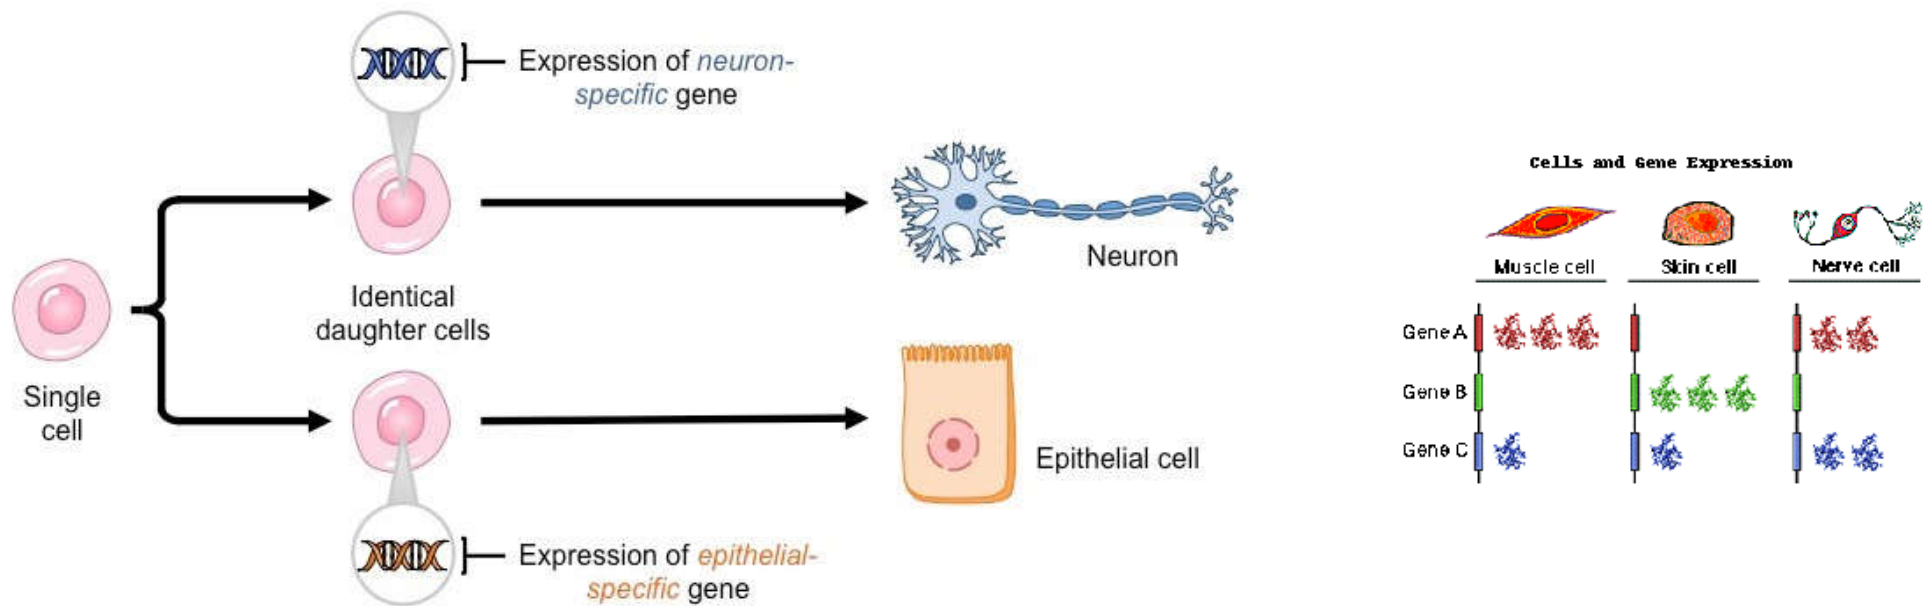 Expression of neuron-
specific gene
Identical
daughter cells
Neuron
Single
cell
Epithelial cell
Expression of epithelial-
specific gene
Cells and Gene Expression
Muscle cell
Skin cell
Nerve cell
Gene A
Gene B
Gene C